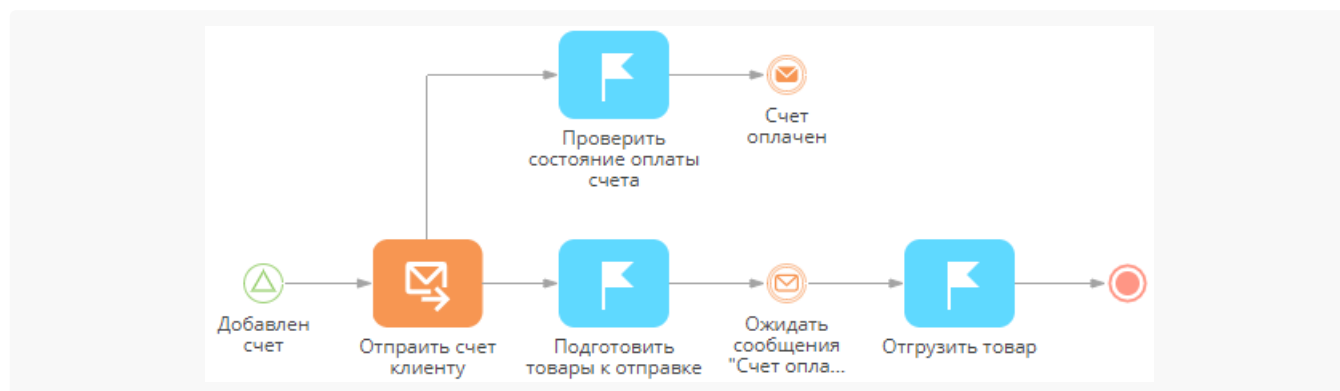 Проверить
состояние оплаты
счета
Счет
оплачен
Добавлен
счет
Отпраить счет
клиенту
Подготовить
товары к отправке
Ожидать
сообщения
"Счет опла...
Отгрузить товар